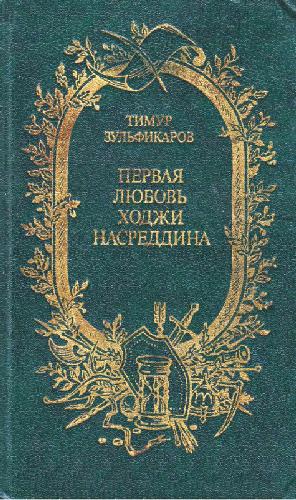 ТИМУР
ЗУЛЬФИКАРОВ
ПЕРВАЯ
ЛЮБОВЬ
ХОДЖИ
НАСРЕДДИНА